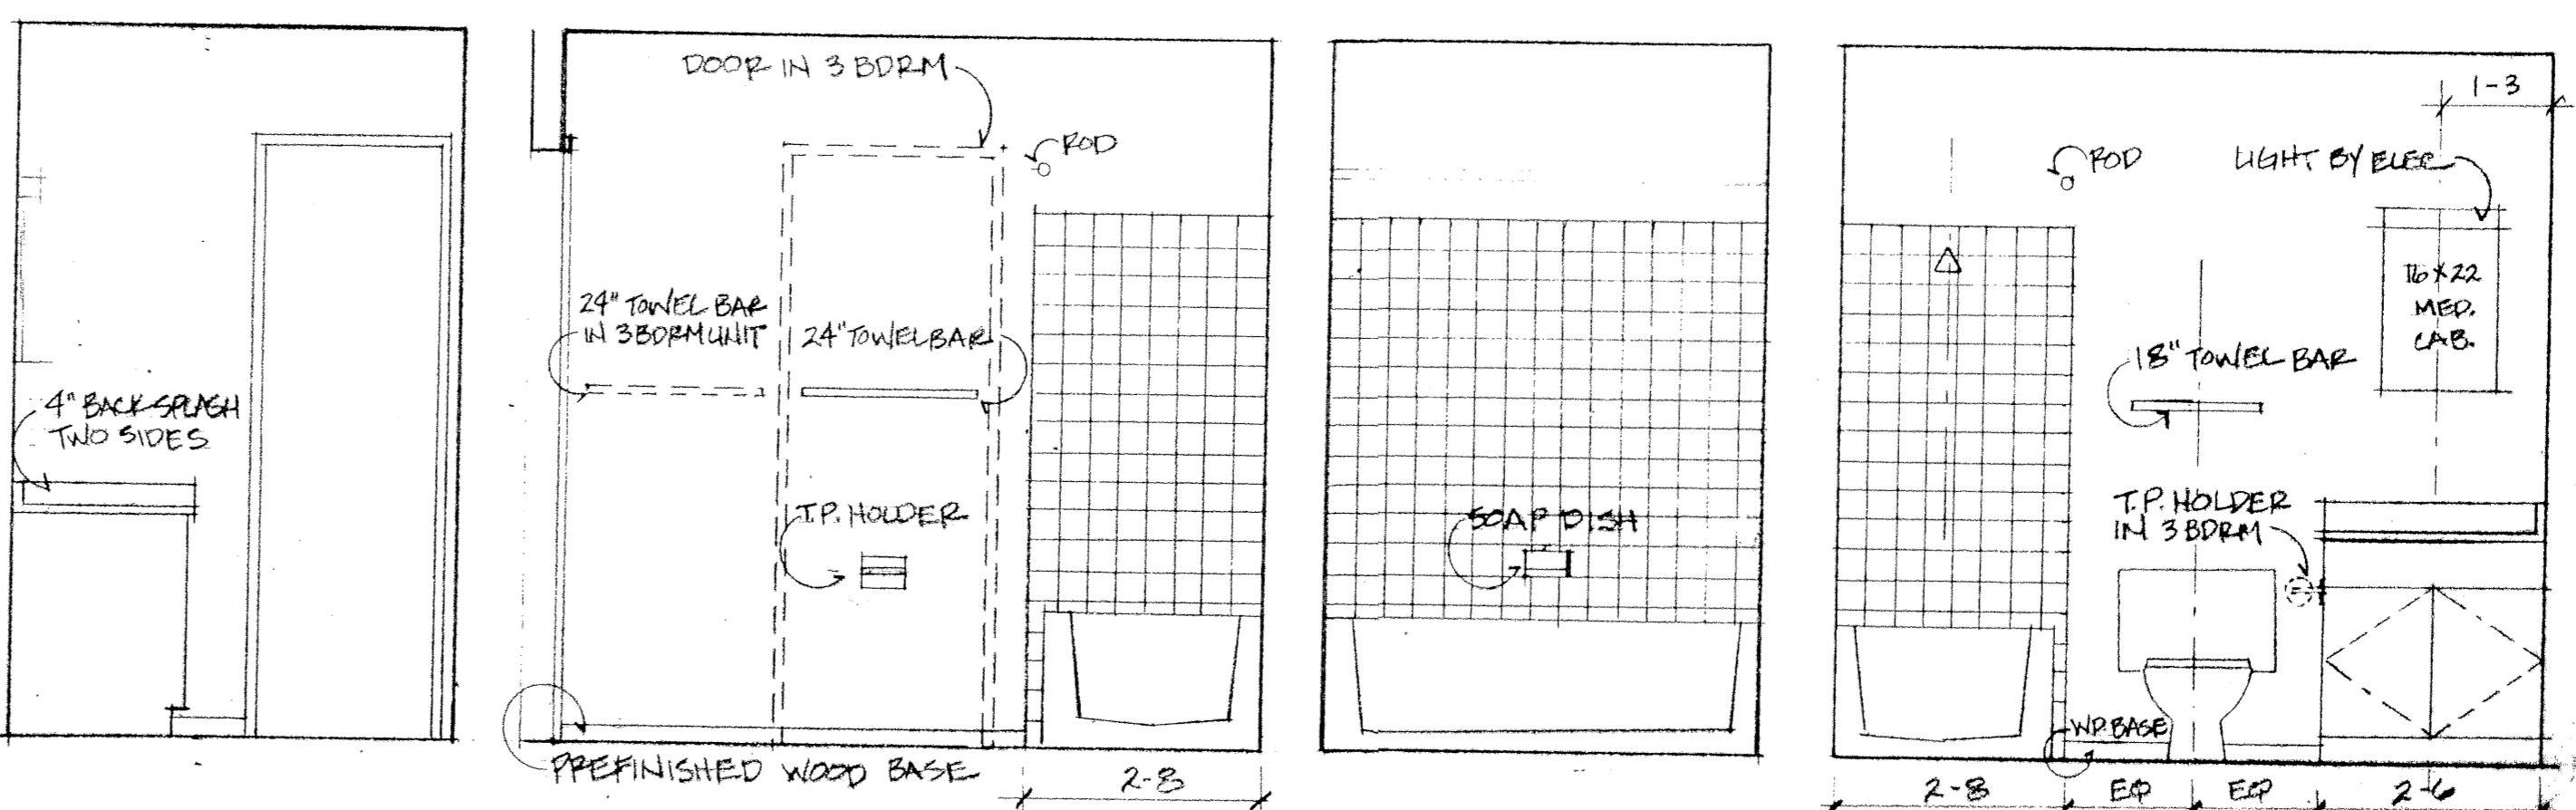 4" BACKSPLASH
TWO SIDES
DOOR IN 3 BDRM
ROD
24" TOWEL BAR
IN 3 BDRM UNIT
24" TOWEL BAR
T.P. HOLDER
PREFINISHED WOOD BASE
2-8
SOAP DISH
1-3
ROD
LIGHT BY ELEC
16 X 22
MED.
CAB.
18" TOWEL BAR
T.P. HOLDER
IN 3 BDRM
WD. BASE
2-8
EQ
EQ
2-6